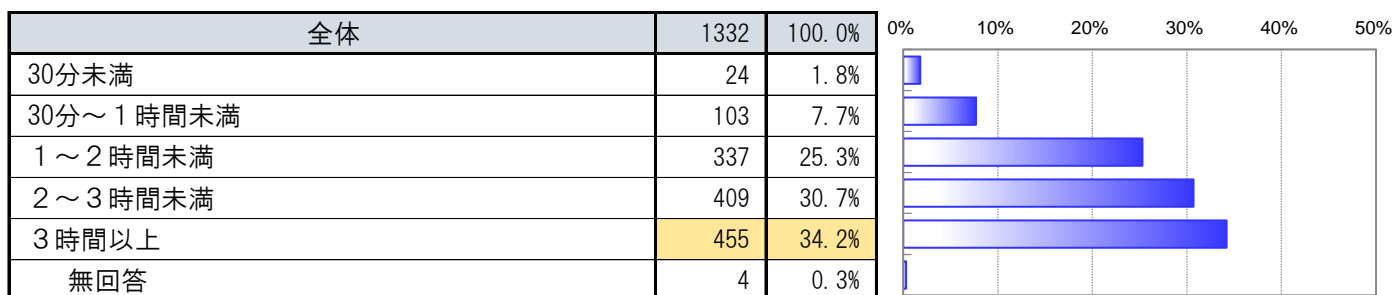 全体 1332 100.0% 0% 10% 20% 30% 40% 50%
30分未満 24 1.8%
30分～１時間未満 103 7.7%
１～２時間未満 337 25.3%
２～３時間未満 409 30.7%
３時間以上 455 34.2%
無回答 4 0.3%